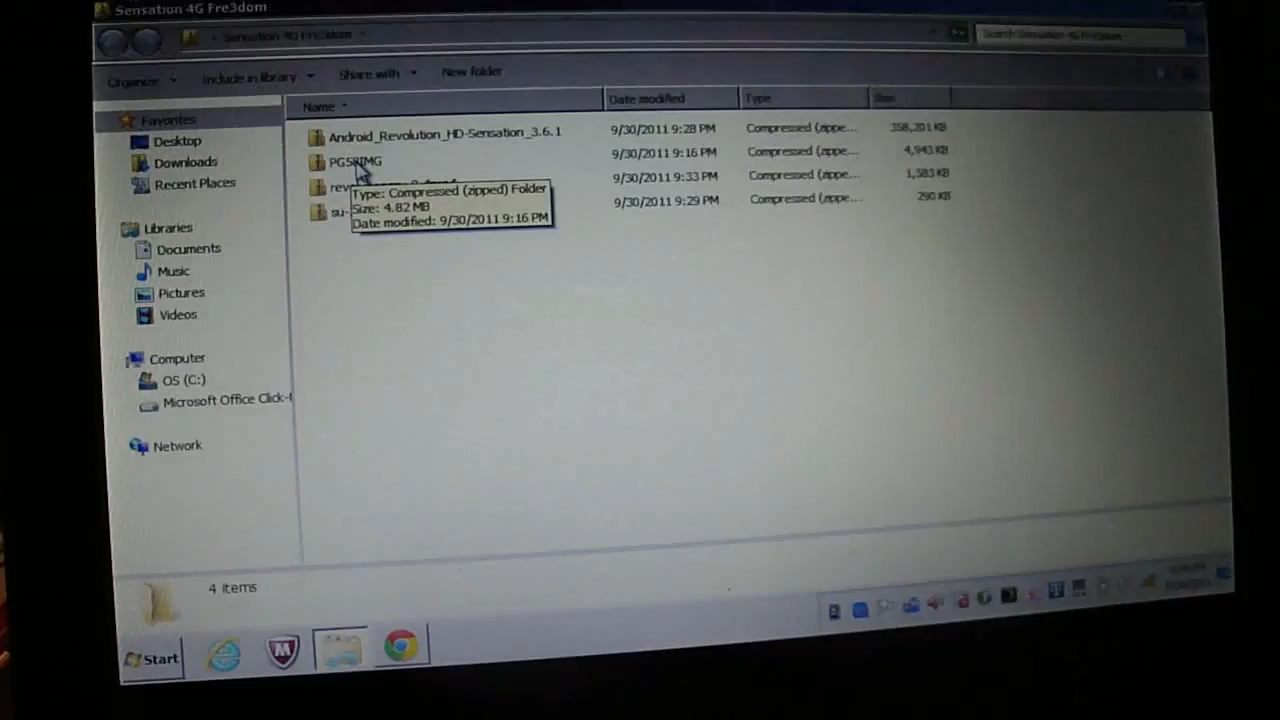 Sensation 4G Fre3dom
Sensation 4G Fre3dom
Search Sensation 4G Fre3dom
Organize Include in library Share with New folder
Name Date modified Type Size
Favorites
Desktop
Downloads
Recent Places
Libraries
Documents
Music
Pictures
Videos
Computer
OS (C:)
Microsoft Office Click-
Network
Android_Revolution_HD-Sensation_3.6.1 9/30/2011 9:28 PM Compressed (zippe... 358,201 KB
9/30/2011 9:16 PM Compressed (zippe... 4,943 KB
9/30/2011 9:33 PM Compressed (zippe... 1,583 KB
su- 9/30/2011 9:29 PM Compressed (zippe... 290 KB
Type: Compressed (zipped) Folder
Size: 4.82 MB
Date modified: 9/30/2011 9:16 PM
4 items
Start